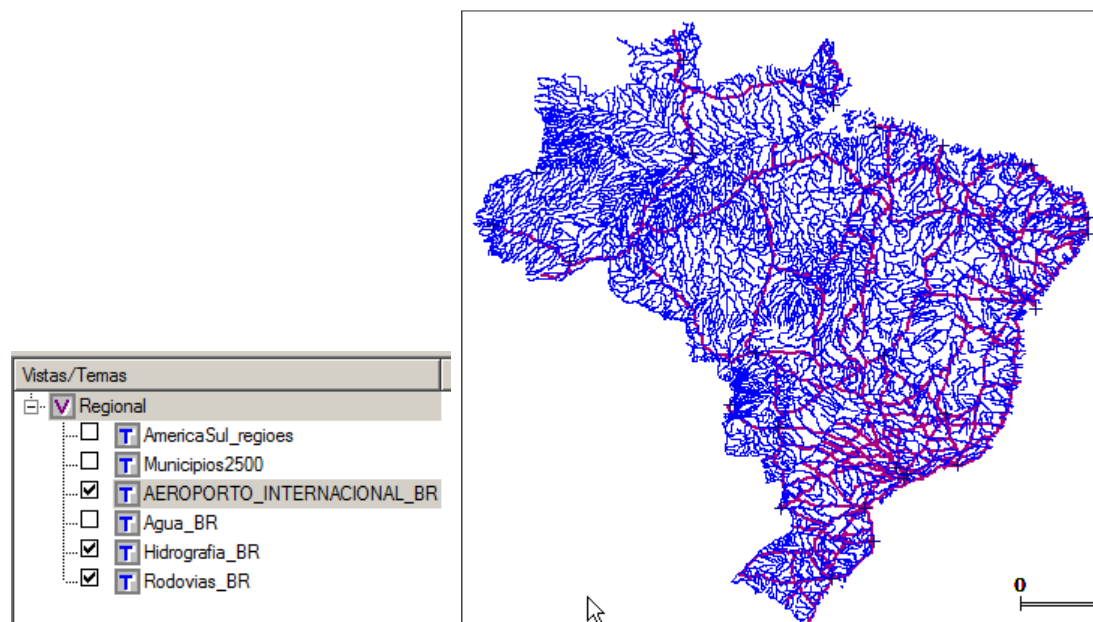 Vistas/Temas
V Regional
T AmericaSul_regioes
T Municipios2500
T AEROPORTO_INTERNACIONAL_BR
T Agua_BR
T Hidrografia_BR
T Rodovias_BR
0